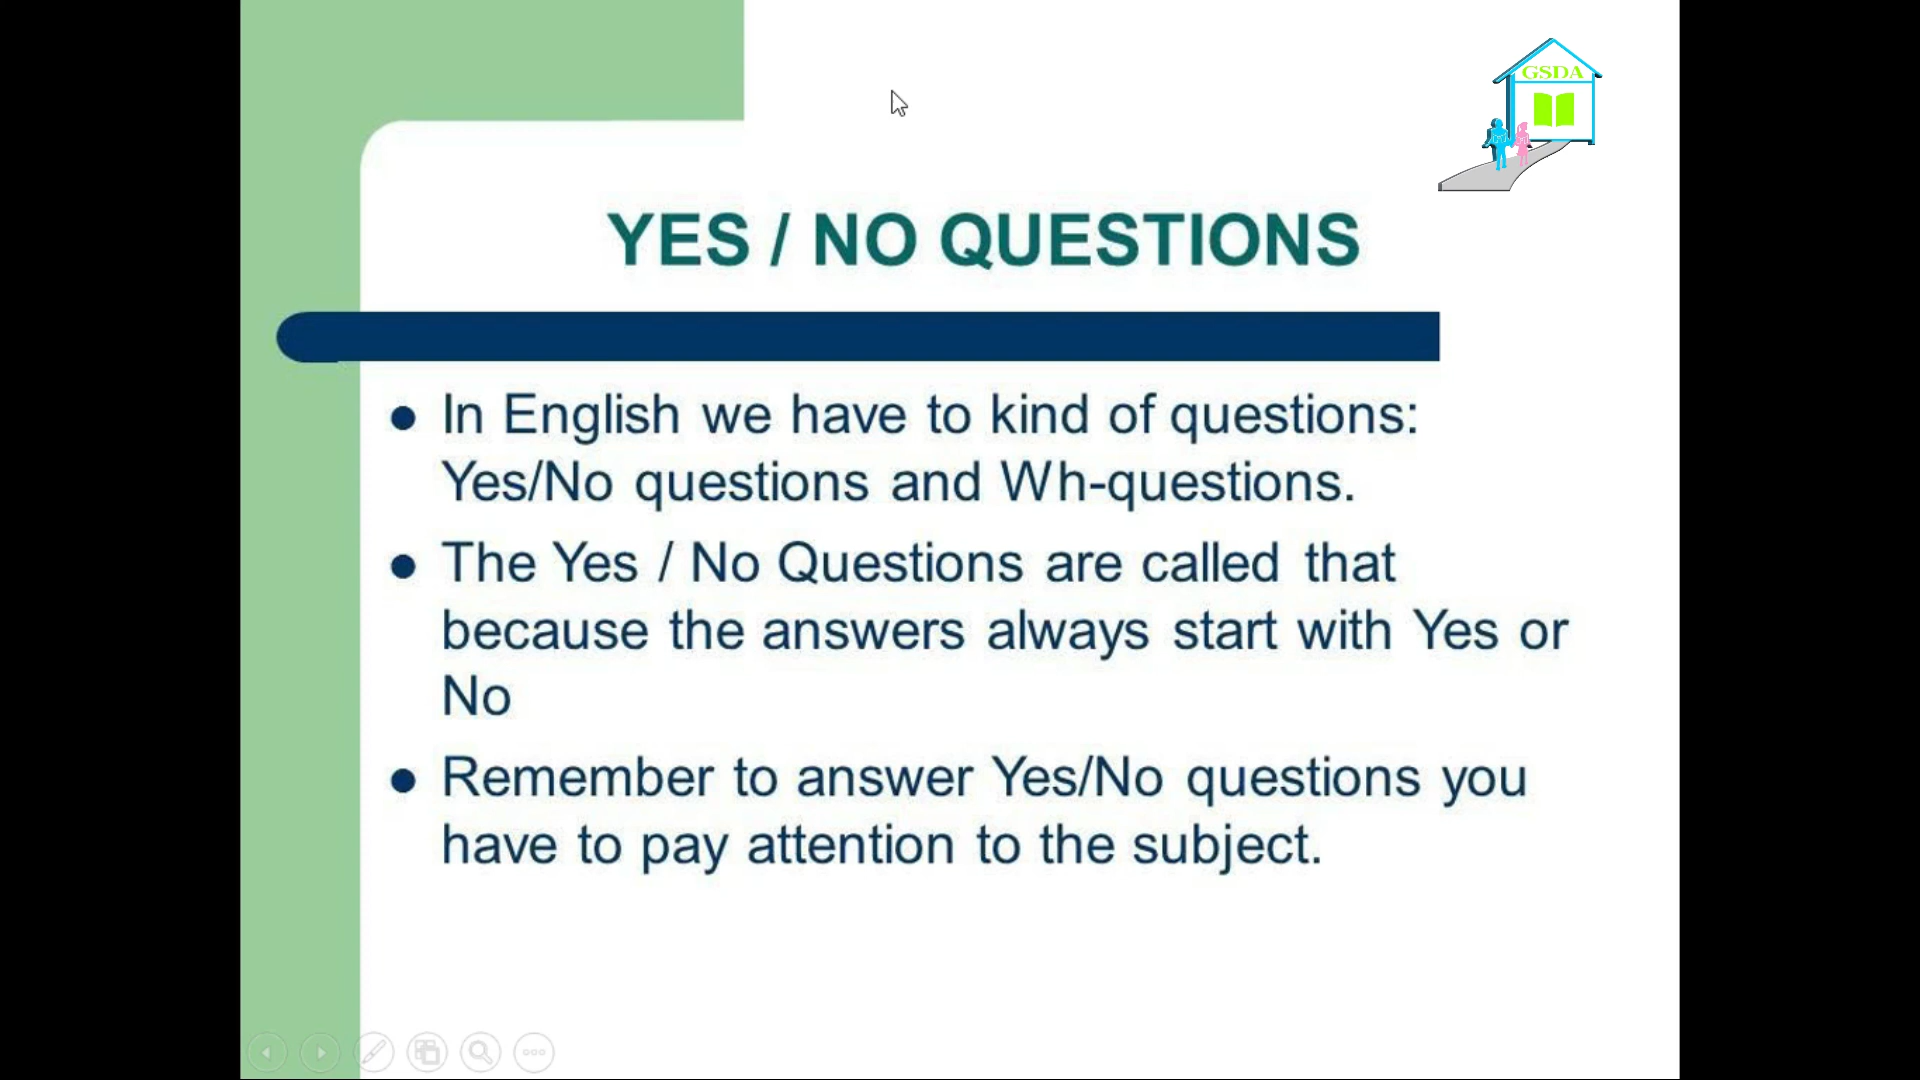 GSDA
YES / NO QUESTIONS
In English we have to kind of questions:
Yes/No questions and Wh-questions.
The Yes / No Questions are called that
because the answers always start with Yes or
No
Remember to answer Yes/No questions you
have to pay attention to the subject.